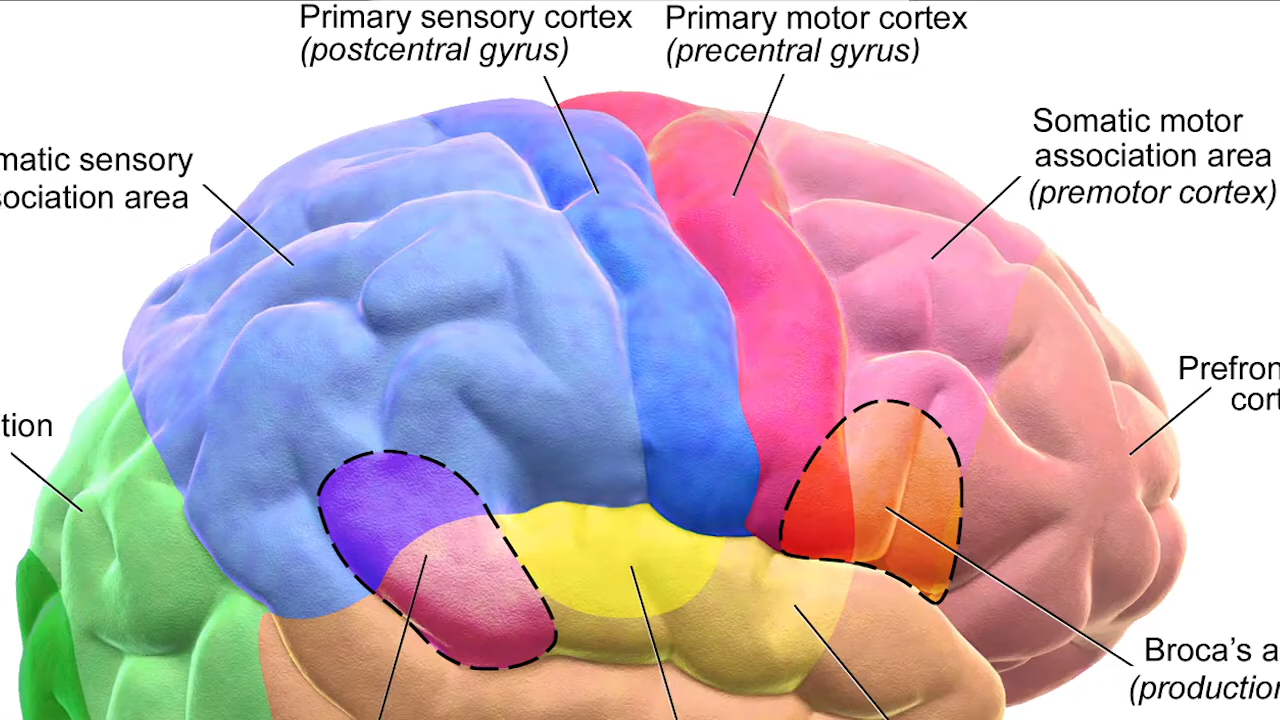 Primary sensory cortex
(postcentral gyrus)
Primary motor cortex
(precentral gyrus)
Somatic motor
association area
(premotor cortex)
matic sensory
sociation area
Prefron
cort
tion
Broca's a
(production